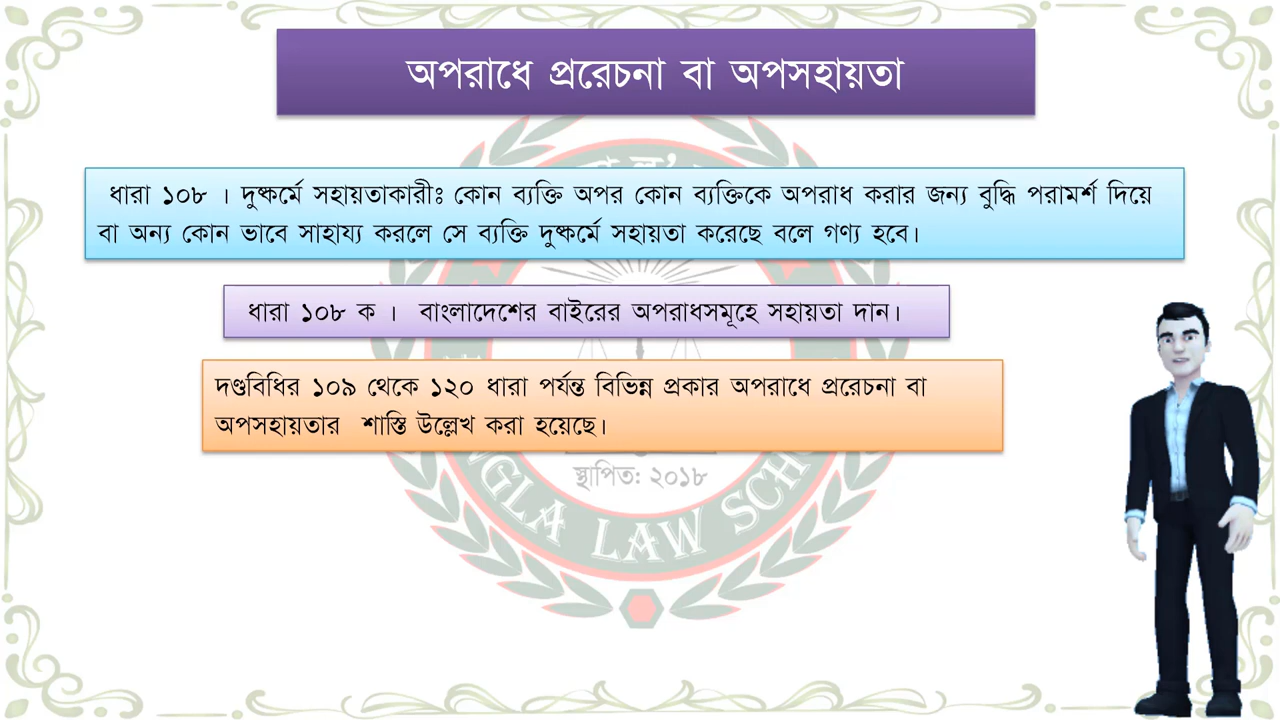 অপরাধে প্ররেচনা বা অপসহায়তা
ধারা ১০৮ । দুষ্কর্মে সহায়তাকারীঃ কোন ব্যক্তি অপর কোন ব্যক্তিকে অপরাধ করার জন্য বুদ্ধি পরামর্শ দিয়ে
বা অন্য কোন ভাবে সাহায্য করলে সে ব্যক্তি দুষ্কর্মে সহায়তা করেছে বলে গণ্য হবে।
ধারা ১০৮ ক । বাংলাদেশের বাইরের অপরাধসমূহে সহায়তা দান।
দণ্ডবিধির ১০৯ থেকে ১২০ ধারা পর্যন্ত বিভিন্ন প্রকার অপরাধে প্ররেচনা বা
অপসহায়তার শাস্তি উল্লেখ করা হয়েছে।
স্থাপিত: ২০১৮
LAW